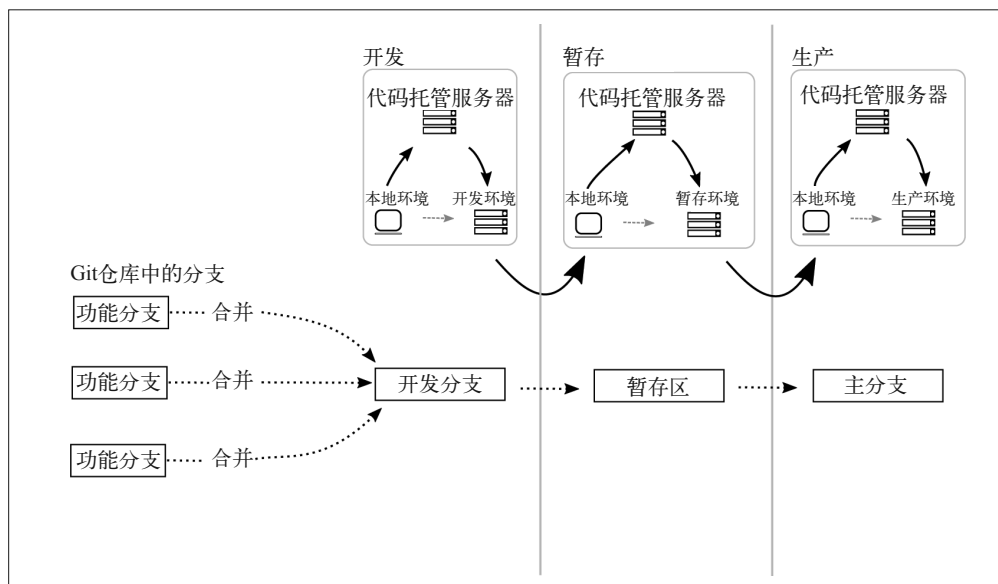 开发
暂存
生产
代码托管服务器
代码托管服务器
代码托管服务器
本地环境
开发环境
本地环境
暂存环境
本地环境
生产环境
Git仓库中的分支
功能分支
合并
功能分支
合并
开发分支
暂存区
主分支
功能分支
合并